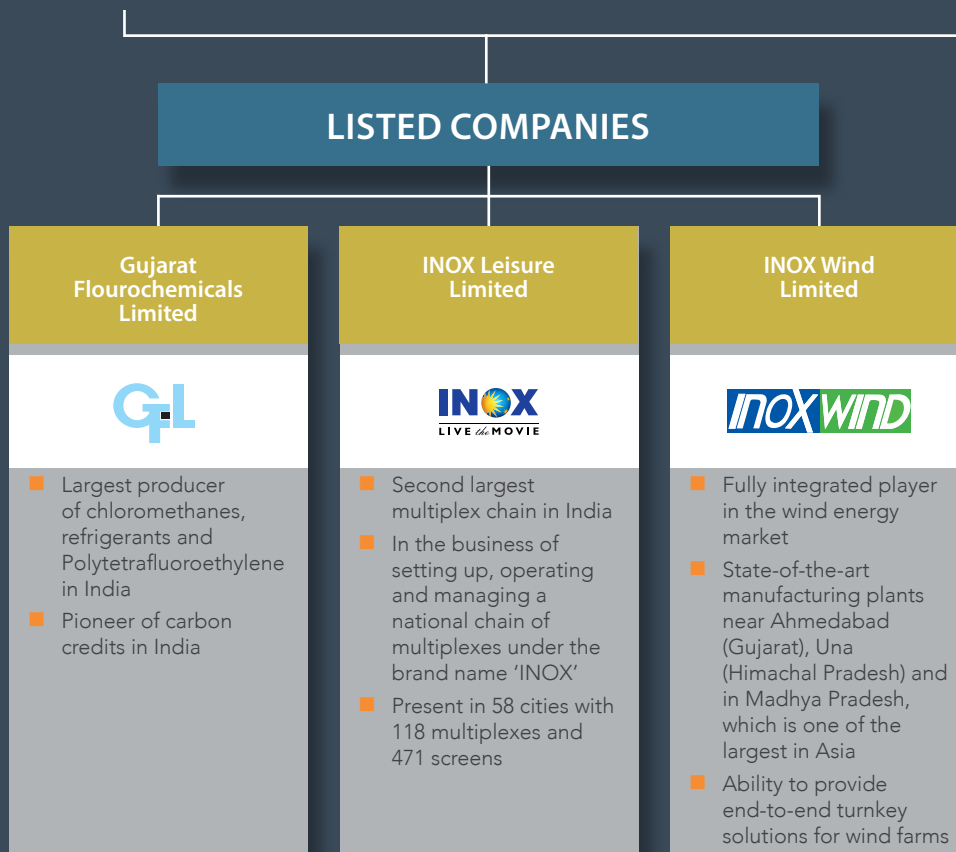 LISTED COMPANIES
Gujarat
Flourochemicals
Limited
GFL
Largest producer
of chloromethanes,
refrigerants and
Polytetrafluoroethylene
in India
Pioneer of carbon
credits in India
INOX Leisure
Limited
INOX
LIVE the MOVIE
Second largest
multiplex chain in India
In the business of
setting up, operating
and managing a
national chain of
multiplexes under the
brand name 'INOX'
Present in 58 cities with
118 multiplexes and
471 screens
INOX Wind
Limited
INOXWIND
Fully integrated player
in the wind energy
market
State-of-the-art
manufacturing plants
near Ahmedabad
(Gujarat), Una
(Himachal Pradesh) and
in Madhya Pradesh,
which is one of the
largest in Asia
Ability to provide
end-to-end turnkey
solutions for wind farms